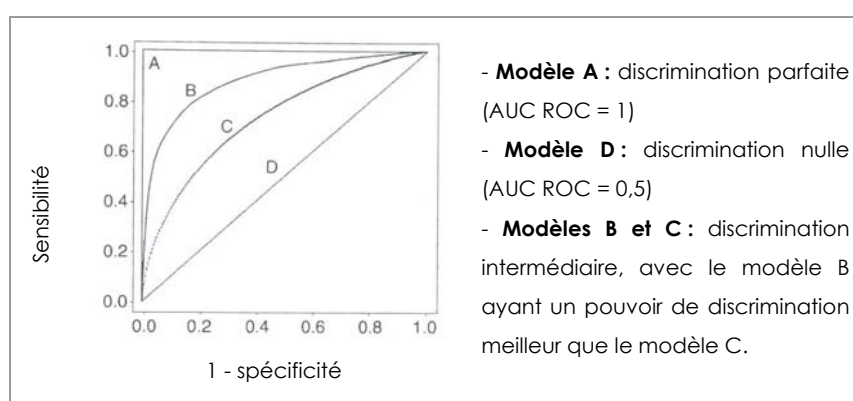 1.0
0.8
0.6
0.4
0.2
0.0
Sensibilité
A
B
C
D
0.0 0.2 0.4 0.6 0.8 1.0
1 - spécificité
- Modèle A : discrimination parfaite
(AUC ROC = 1)
- Modèle D : discrimination nulle
(AUC ROC = 0,5)
- Modèles B et C : discrimination
intermédiaire, avec le modèle B
ayant un pouvoir de discrimination
meilleur que le modèle C.